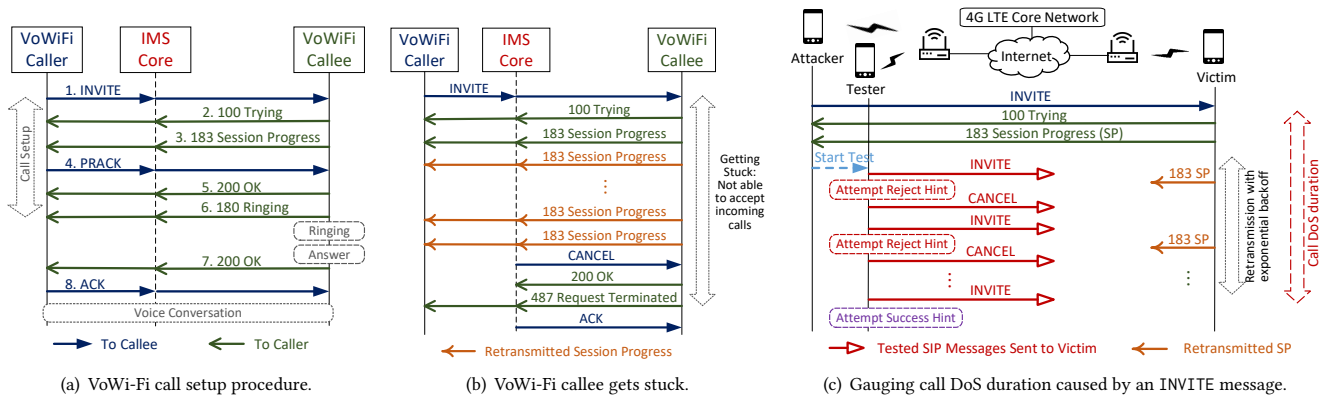 VoWiFi
Caller
IMS
Core
VoWiFi
Callee
Call Setup
1. INVITE
2. 100 Trying
3. 183 Session Progress
4. PRACK
5. 200 OK
6. 180 Ringing
Ringing
Answer
7. 200 OK
8. ACK
Voice Conversation
To Callee
To Caller
(a) VoWi-Fi call setup procedure.
VoWiFi
Caller
IMS
Core
VoWiFi
Callee
INVITE
100 Trying
183 Session Progress
183 Session Progress
⋮
183 Session Progress
183 Session Progress
CANCEL
200 OK
487 Request Terminated
ACK
Getting
Stuck:
Not able
to accept
incoming
calls
Retransmitted Session Progress
(b) VoWi-Fi callee gets stuck.
4G LTE Core Network
Internet
Attacker
Tester
Victim
INVITE
100 Trying
183 Session Progress (SP)
Start Test
INVITE
183 SP
Attempt Reject Hint
CANCEL
INVITE
Attempt Reject Hint
183 SP
CANCEL
⋮
⋮
INVITE
Attempt Success Hint
Retransmission with
exponential backoff
Call DoS duration
Tested SIP Messages Sent to Victim
Retransmitted SP
(c) Gauging call DoS duration caused by an INVITE message.